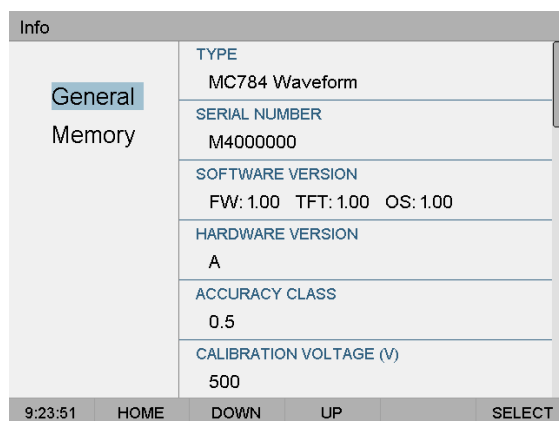 Info
General
Memory
TYPE
MC784 Waveform
SERIAL NUMBER
M4000000
SOFTWARE VERSION
FW: 1.00 TFT: 1.00 OS: 1.00
HARDWARE VERSION
A
ACCURACY CLASS
0.5
CALIBRATION VOLTAGE (V)
500
9:23:51 HOME DOWN UP SELECT